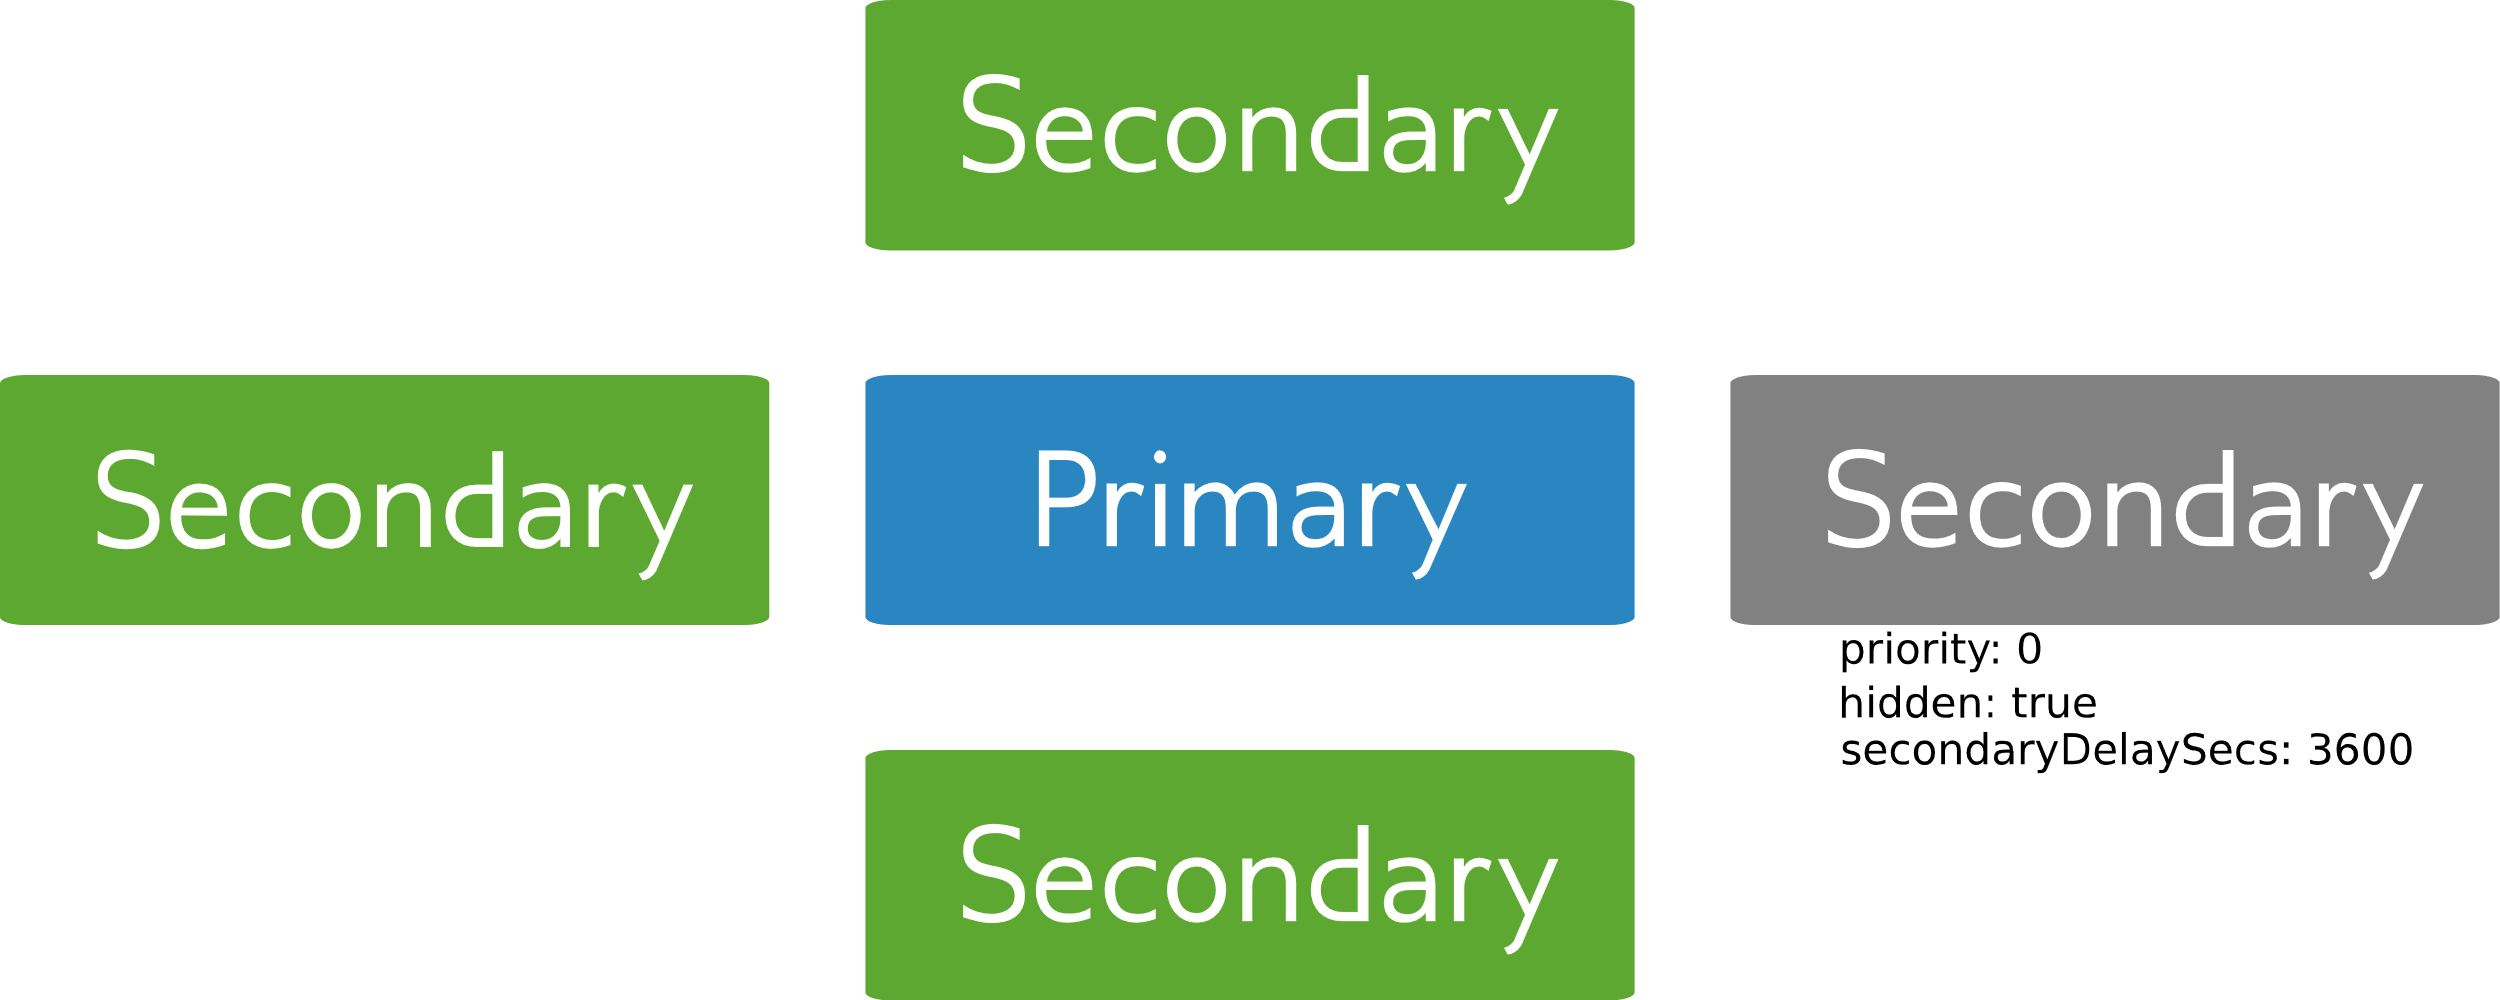 Secondary
Secondary
Primary
Secondary
priority: 0
hidden: true
secondaryDelaySecs: 3600
Secondary